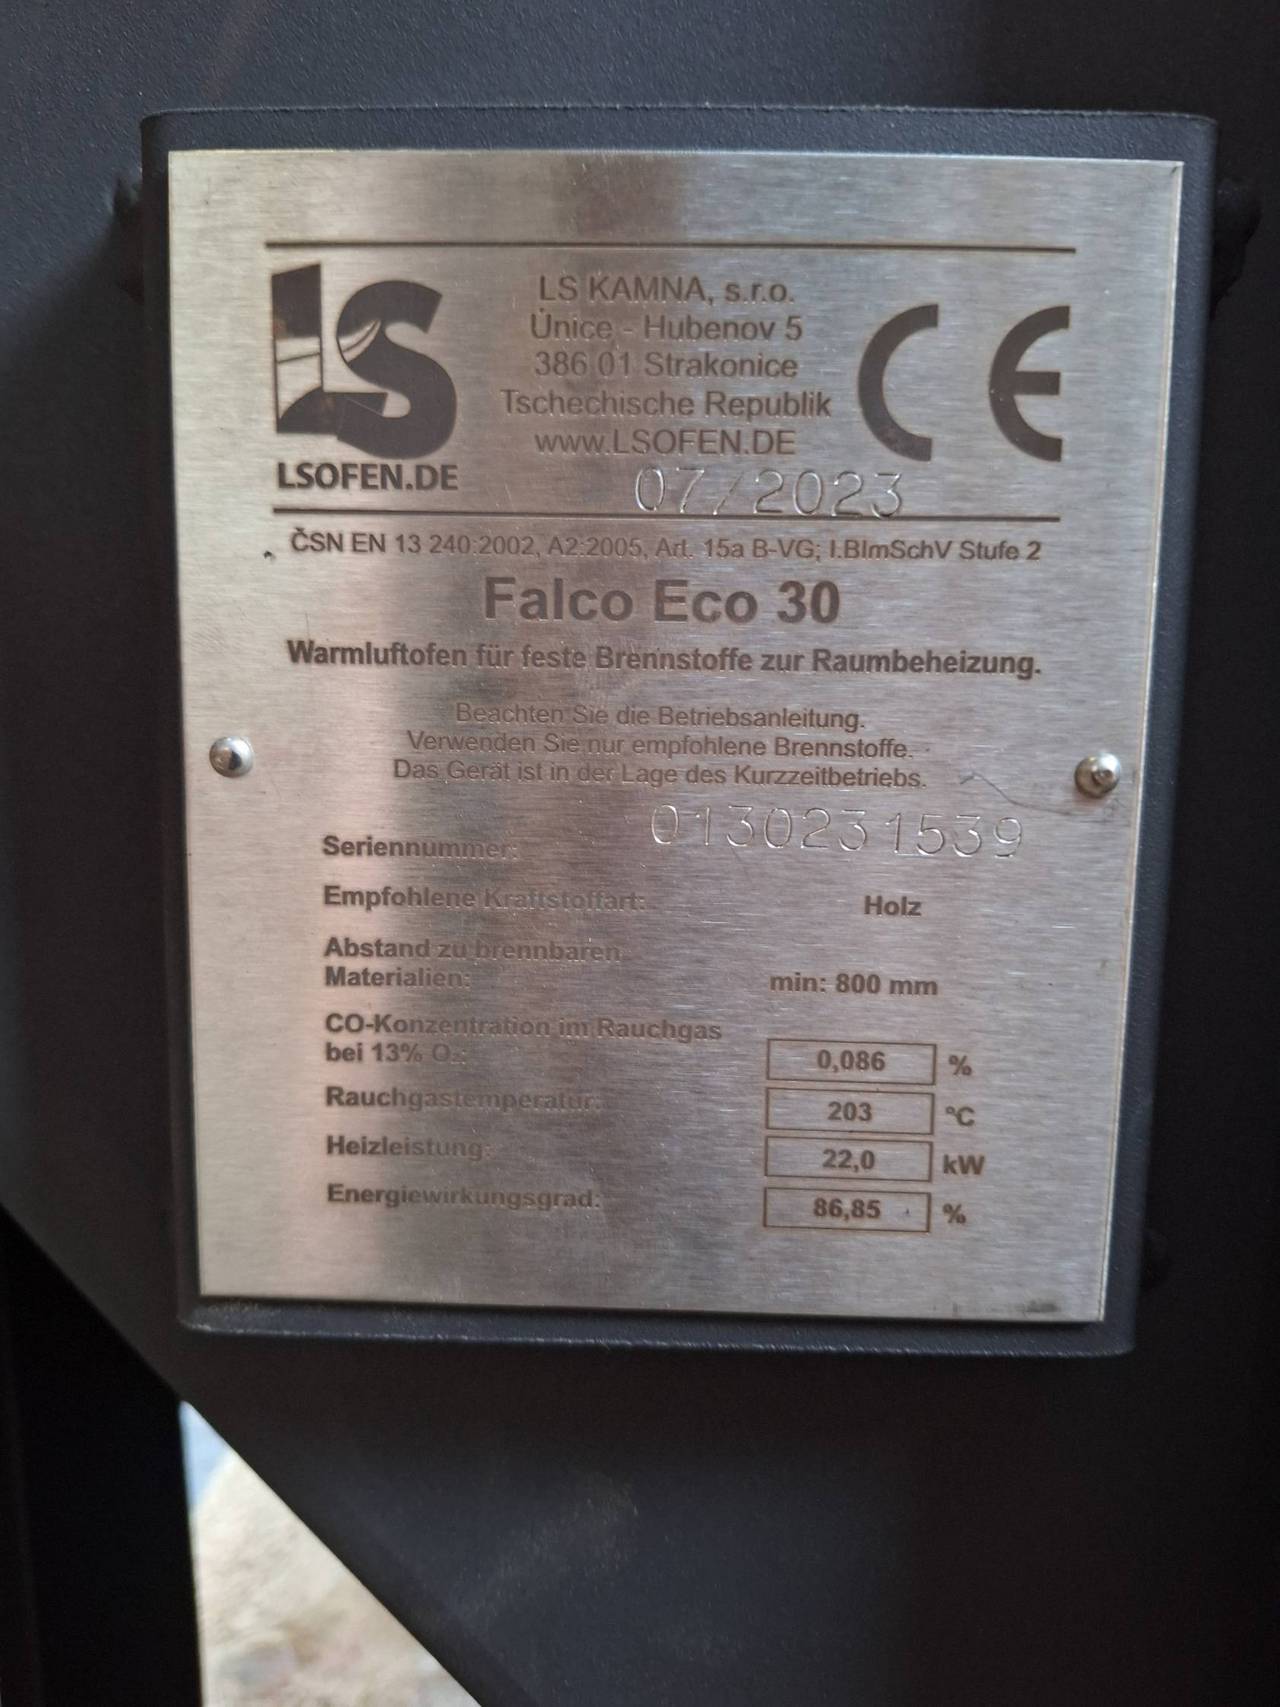 LS KAMNA, s.r.o.
Únice - Hubenov 5
386 01 Strakonice
Tschechische Republik
www.LSOFEN.DE
LS
LSOFEN.DE
CE
07/2023
ČSN EN 13 240:2002, A2:2005, Art. 15a B-VG; I.BImSchV Stufe 2
Falco Eco 30
Warmluftofen für feste Brennstoffe zur Raumbeheizung.
Beachten Sie die Betriebsanleitung.
Verwenden Sie nur empfohlene Brennstoffe.
Das Gerät ist in der Lage des Kurzzeitbetriebs.
Seriennummer: 0130231539
Empfohlene Kraftstoffart: Holz
Abstand zu brennbaren
Materialien: min: 800 mm
CO-Konzentration im Rauchgas
bei 13% O₂: 0,086 %
Rauchgastemperatur: 203 °C
Heizleistung: 22,0 kW
Energiewirkungsgrad: 86,85 %